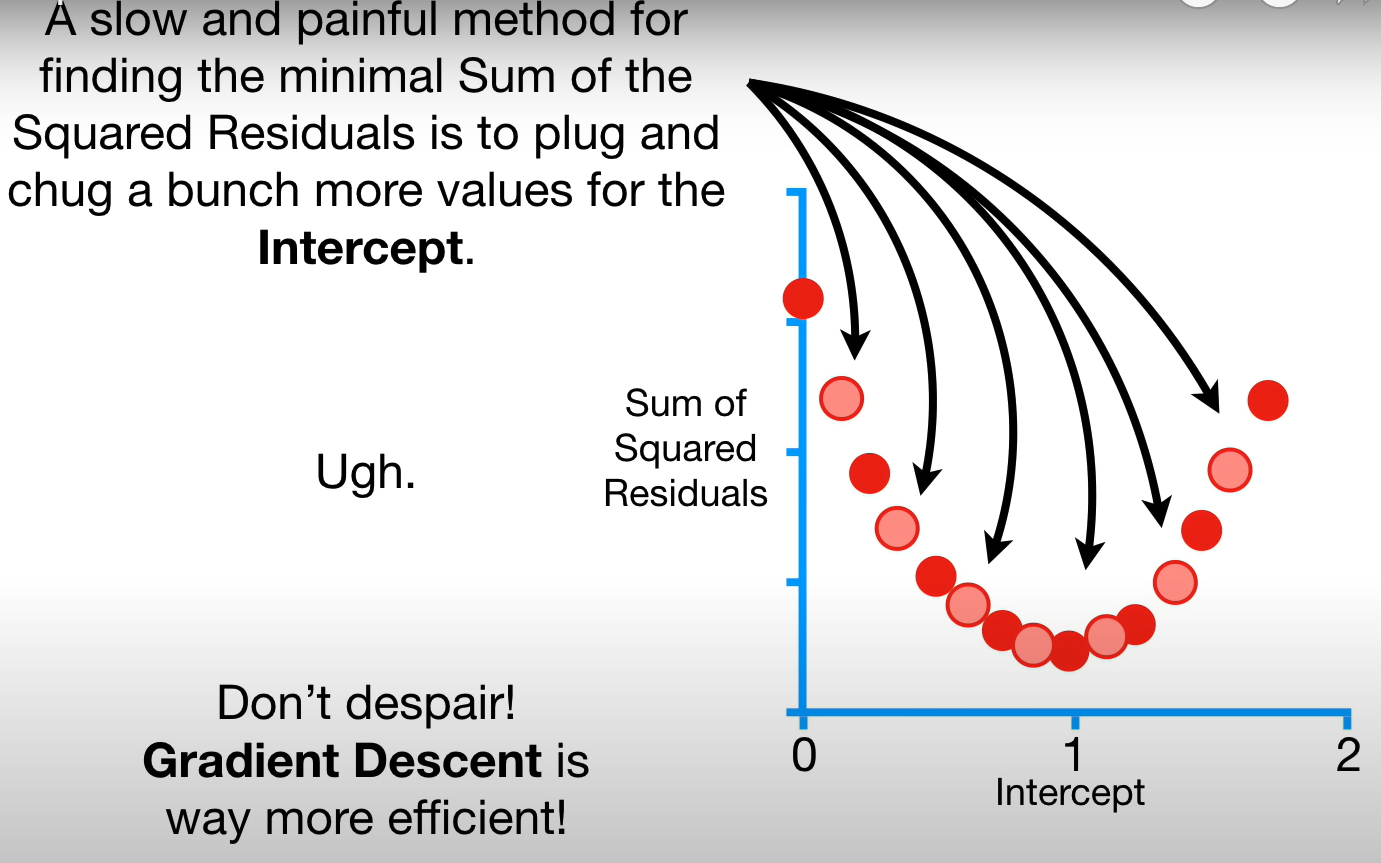 A slow and painful method for
finding the minimal Sum of the
Squared Residuals is to plug and
chug a bunch more values for the
Intercept.
Ugh.
Don’t despair!
Gradient Descent is
way more efficient!
Sum of
Squared
Residuals
0 1 2
Intercept